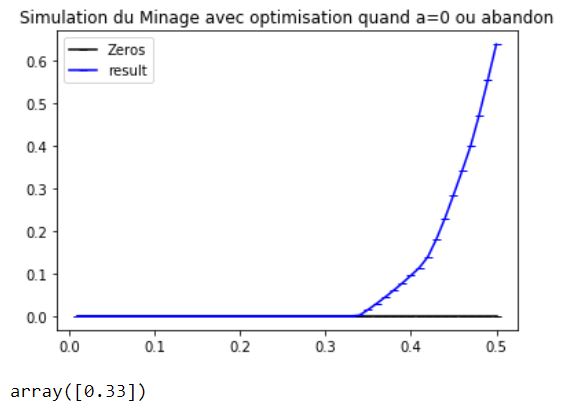 Simulation du Minage avec optimisation quand a=0 ou abandon
Zeros
result
0.6
0.5
0.4
0.3
0.2
0.1
0.0
0.0 0.1 0.2 0.3 0.4 0.5
array([0.33])